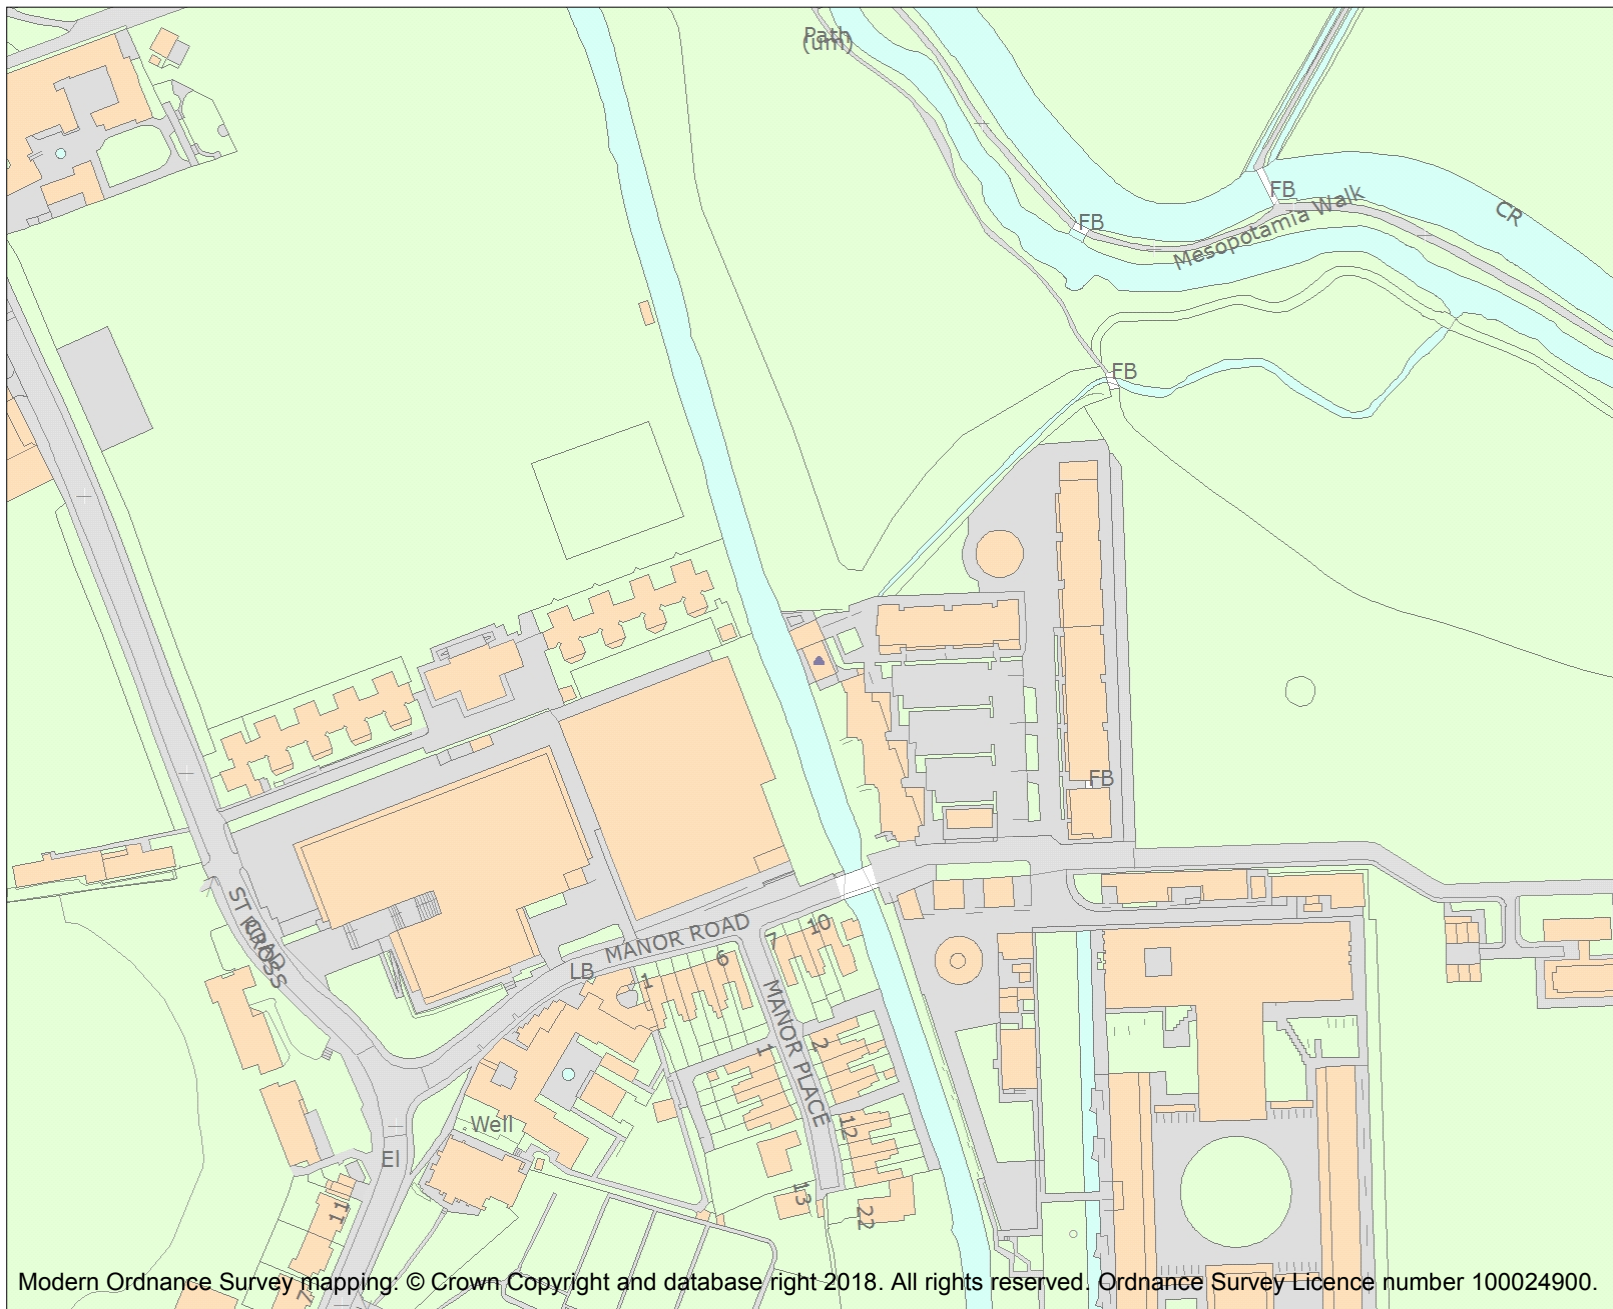 Path
(um)
FB
Mesopotamia Walk
CR
FB
FB
FB
ST CROSS
ROAD
MANOR ROAD
LB
1
6
7
10
MANOR PLACE
1
2
12
13
22
Well
El
11
7
Modern Ordnance Survey mapping: © Crown Copyright and database right 2018. All rights reserved. Ordnance Survey Licence number 100024900.